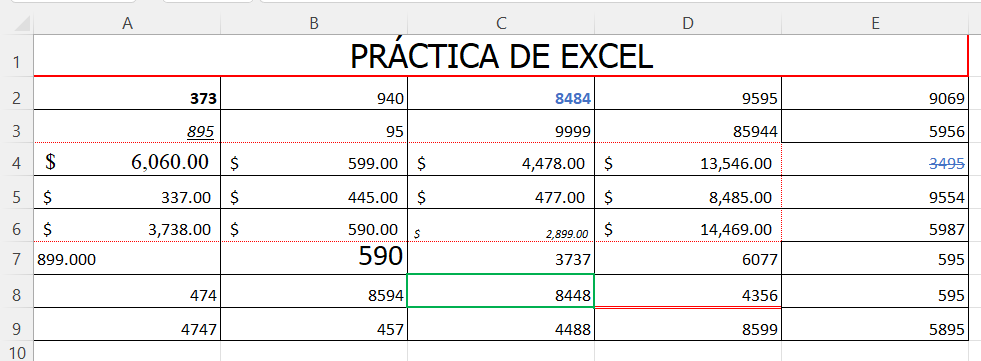 A B C D E
1 PRÁCTICA DE EXCEL
2 373 940 8484 9595 9069
3 895 95 9999 85944 5956
4 $ 6,060.00 $ 599.00 $ 4,478.00 $ 13,546.00 3495
5 $ 337.00 $ 445.00 $ 477.00 $ 8,485.00 9554
6 $ 3,738.00 $ 590.00 $ 2,899.00 $ 14,469.00 5987
7 899.000 590 3737 6077 595
8 474 8594 8448 4356 595
9 4747 457 4488 8599 5895
10